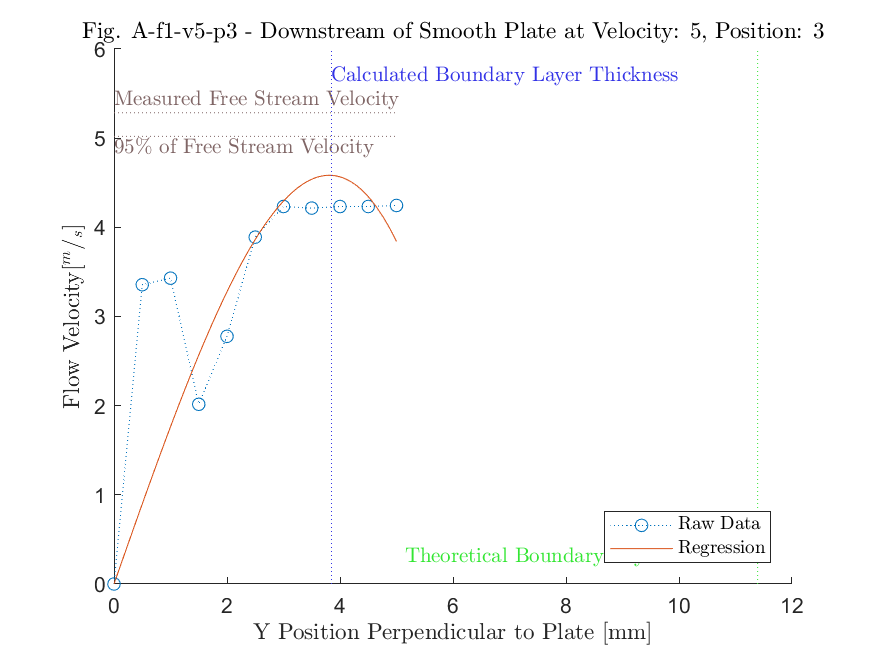 Fig. A-f1-v5-p3 - Downstream of Smooth Plate at Velocity: 5, Position: 3
6
Calculated Boundary Layer Thickness
Measured Free Stream Velocity
5
95% of Free Stream Velocity
4
Flow Velocity[m/s]
3
2
1
Raw Data
Regression
Theoretical Boundary
0
0 2 4 6 8 10 12
Y Position Perpendicular to Plate [mm]